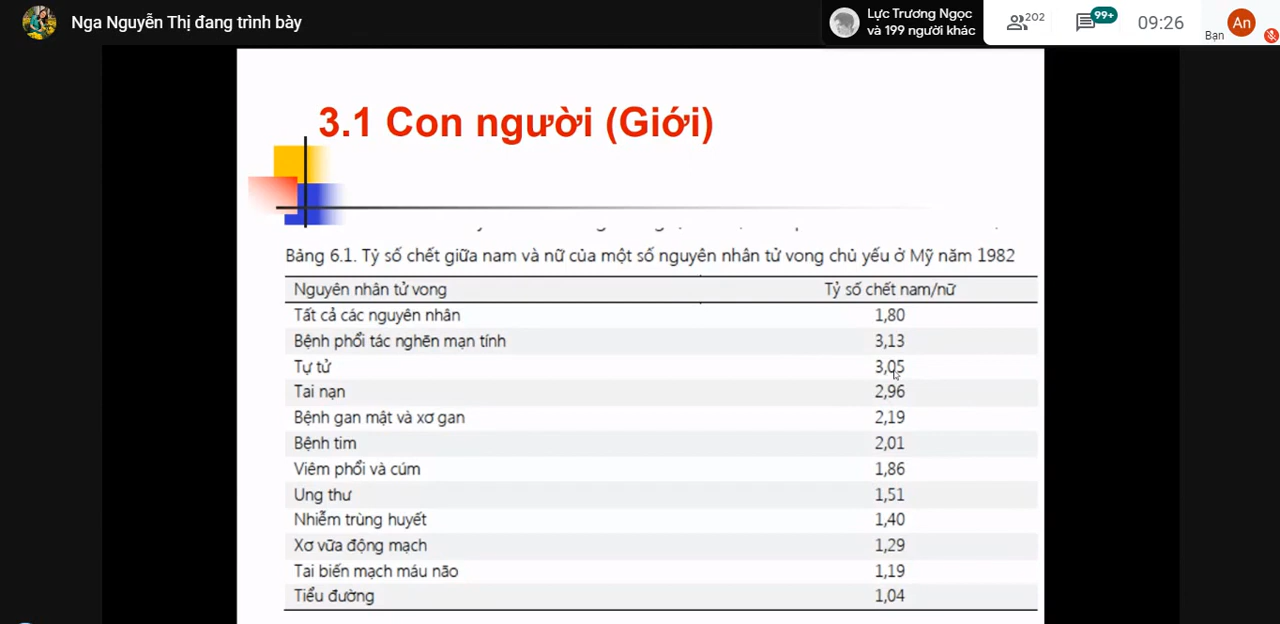 Nga Nguyễn Thị đang trình bày
Lực Trương Ngọc
và 199 người khác
202
99+
09:26
Bạn
An
3.1 Con người (Giới)
Bảng 6.1. Tỷ số chết giữa nam và nữ của một số nguyên nhân tử vong chủ yếu ở Mỹ năm 1982
Nguyên nhân tử vong Tỷ số chết nam/nữ
Tất cả các nguyên nhân 1,80
Bệnh phổi tác nghẽn mạn tính 3,13
Tự tử 3,05
Tai nạn 2,96
Bệnh gan mật và xơ gan 2,19
Bệnh tim 2,01
Viêm phổi và cúm 1,86
Ung thư 1,51
Nhiễm trùng huyết 1,40
Xơ vữa động mạch 1,29
Tai biến mạch máu não 1,19
Tiểu đường 1,04